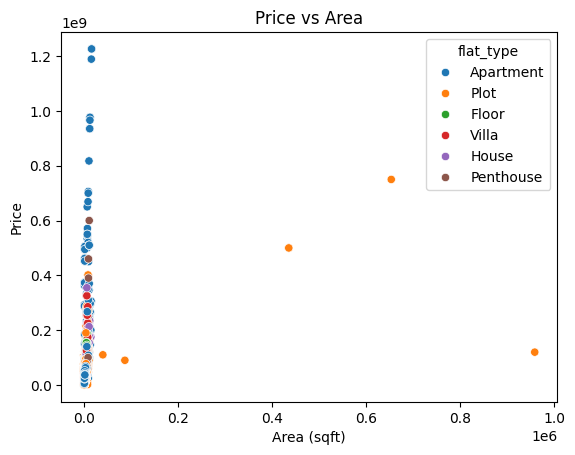 Price vs Area
1e9
1.2
1.0
0.8
0.6
0.4
0.2
0.0
Price
flat_type
Apartment
Plot
Floor
Villa
House
Penthouse
0.0 0.2 0.4 0.6 0.8 1.0
1e6
Area (sqft)